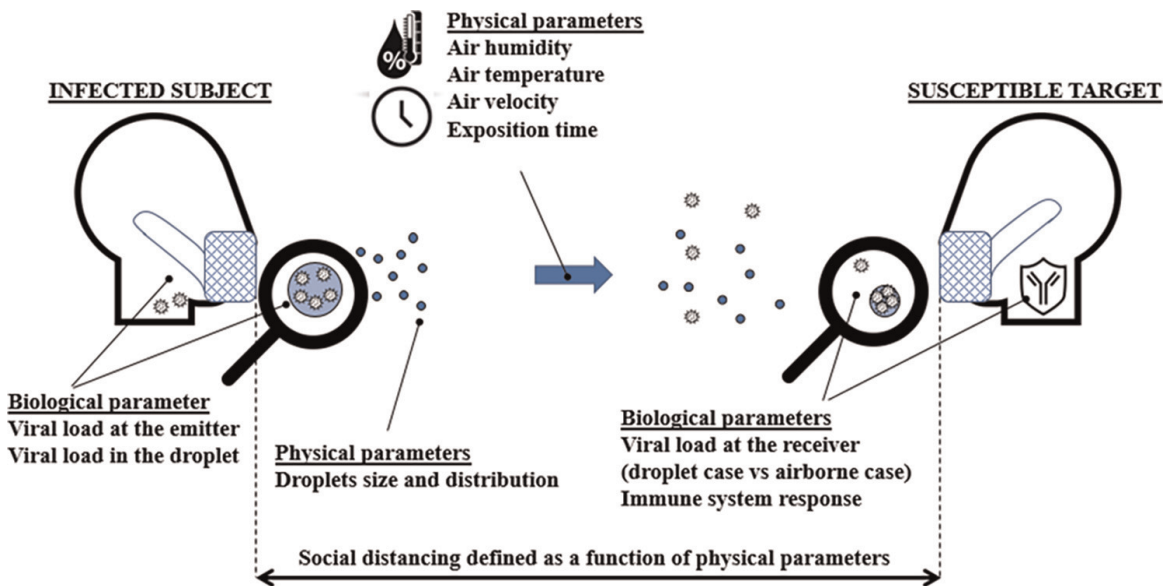 Physical parameters
Air humidity
Air temperature
Air velocity
Exposition time
%
INFECTED SUBJECT
SUSCEPTIBLE TARGET
Biological parameter
Viral load at the emitter
Viral load in the droplet
Physical parameters
Droplets size and distribution
Biological parameters
Viral load at the receiver
(droplet case vs airborne case)
Immune system response
Social distancing defined as a function of physical parameters